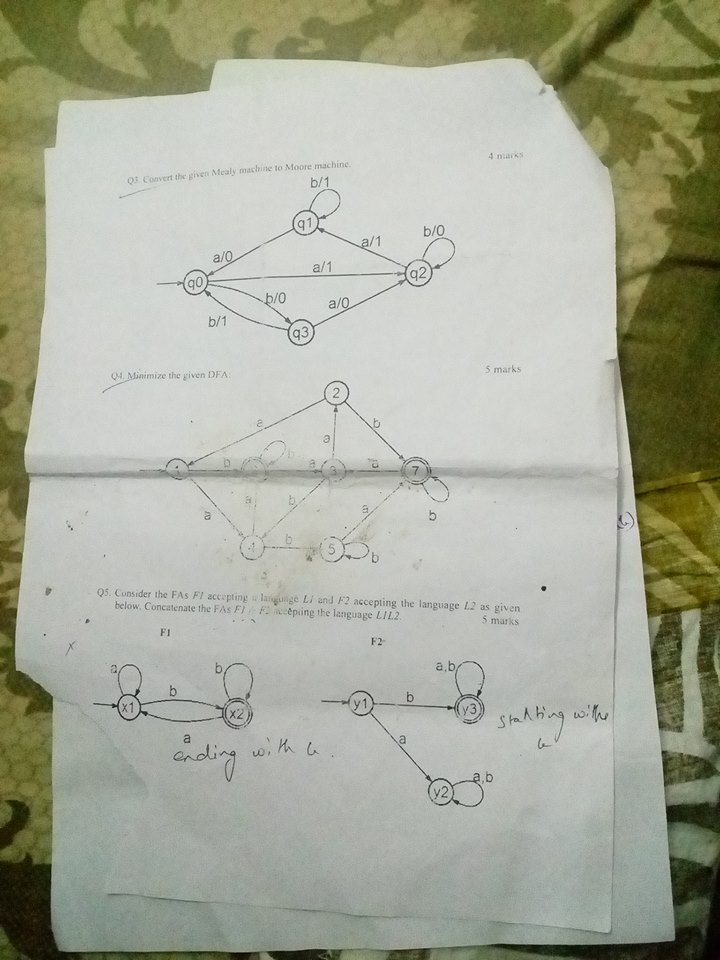 Q3. Convert the given Mealy machine to Moore machine.
4 marks
b/1
q1
a/0
a/1
b/0
q0
a/1
q2
b/0
a/0
b/1
q3
Q4. Minimize the given DFA.
5 marks
2
a
b
a
1
b
b
a
3
a
7
a
a
b
a
b
4
b
5
b
Q5. Consider the FAs F1 accepting a language L1 and F2 accepting the language L2 as given
below. Concatenate the FAs F1 F2 accepting the language L1L2.
5 marks
F1
F2
a
b
x1
b
x2
a
ending with b.
a,b
y1
b
y3
a
y2
a,b
starting with
b